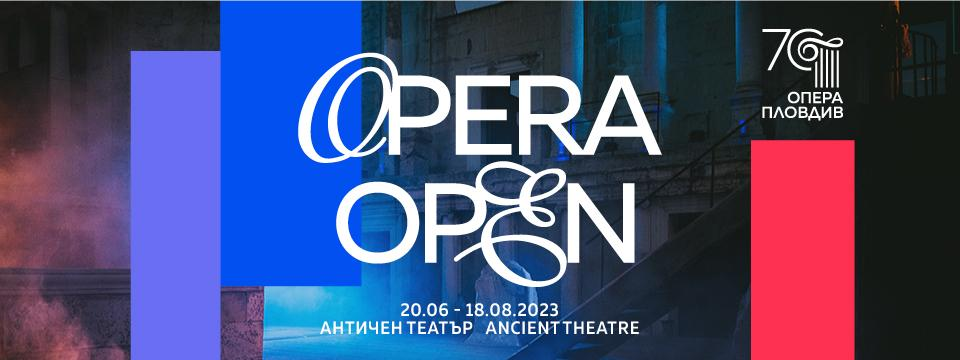 OPERA
OPEN
20.06 - 18.08.2023
АНТИЧЕН ТЕАТЪР ANCIENT THEATRE
70
ОПЕРА
ПЛОВДИВ